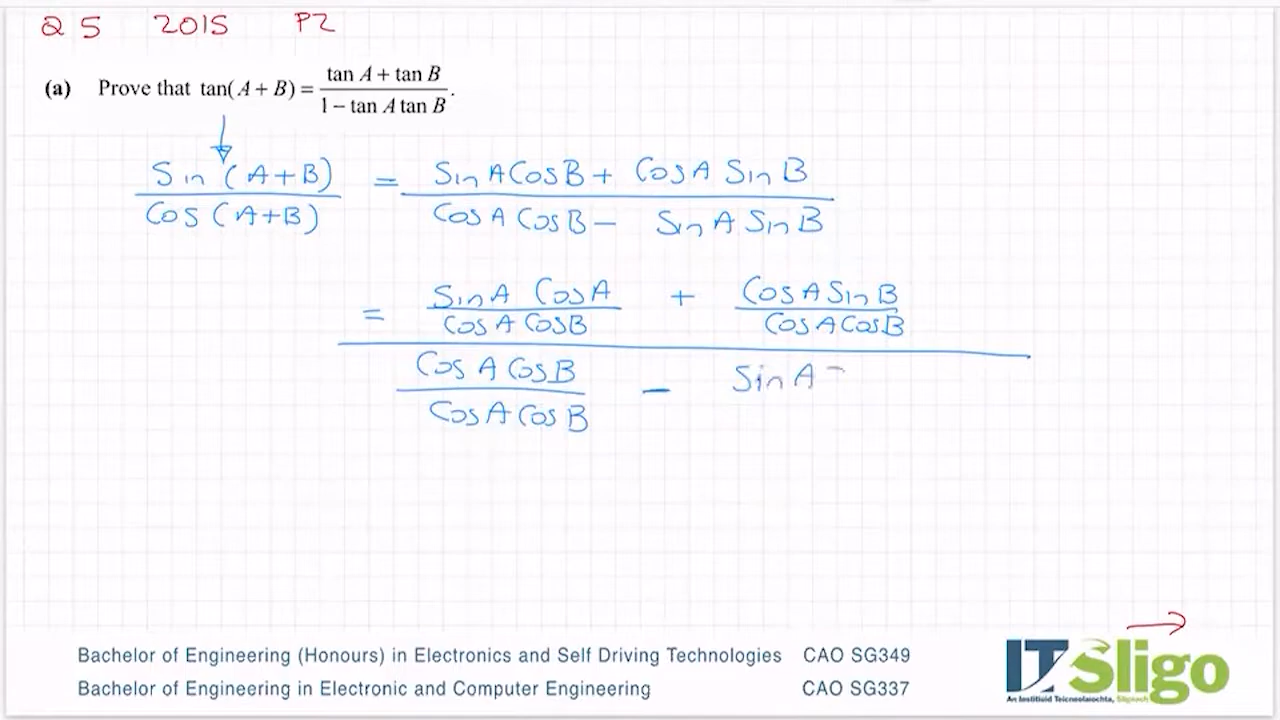 Q5 2015 P2
(a) Prove that tan(A + B) = (tan A + tan B)/(1 − tan A tan B).
Sin (A+B)/Cos (A+B) = (Sin A Cos B + Cos A Sin B)/(Cos A Cos B − Sin A Sin B)
= Sin A Cos A/Cos A Cos B + Cos A Sin B/Cos A Cos B
Cos A Cos B/Cos A Cos B − Sin A
Bachelor of Engineering (Honours) in Electronics and Self Driving Technologies CAO SG349
Bachelor of Engineering in Electronic and Computer Engineering CAO SG337
IT Sligo
An Institiúid Teicneolaíochta, Sligeach